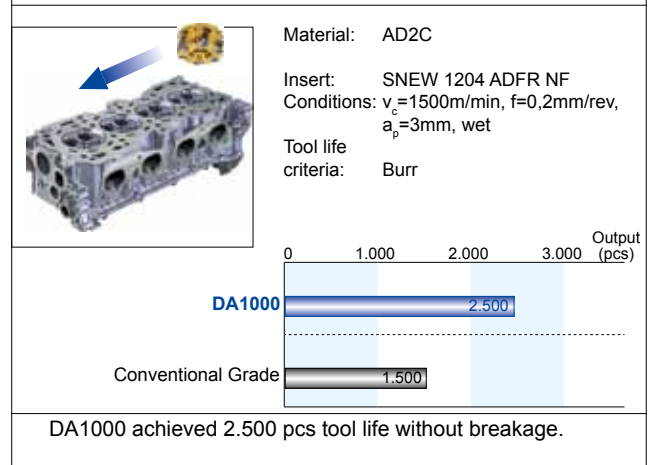 Material: AD2C
Insert: SNEW 1204 ADFR NF
Conditions: vc=1500m/min, f=0,2mm/rev,
ap=3mm, wet
Tool life
criteria: Burr
Output
0 1.000 2.000 3.000 (pcs)
DA1000 2.500
Conventional Grade 1.500
DA1000 achieved 2.500 pcs tool life without breakage.